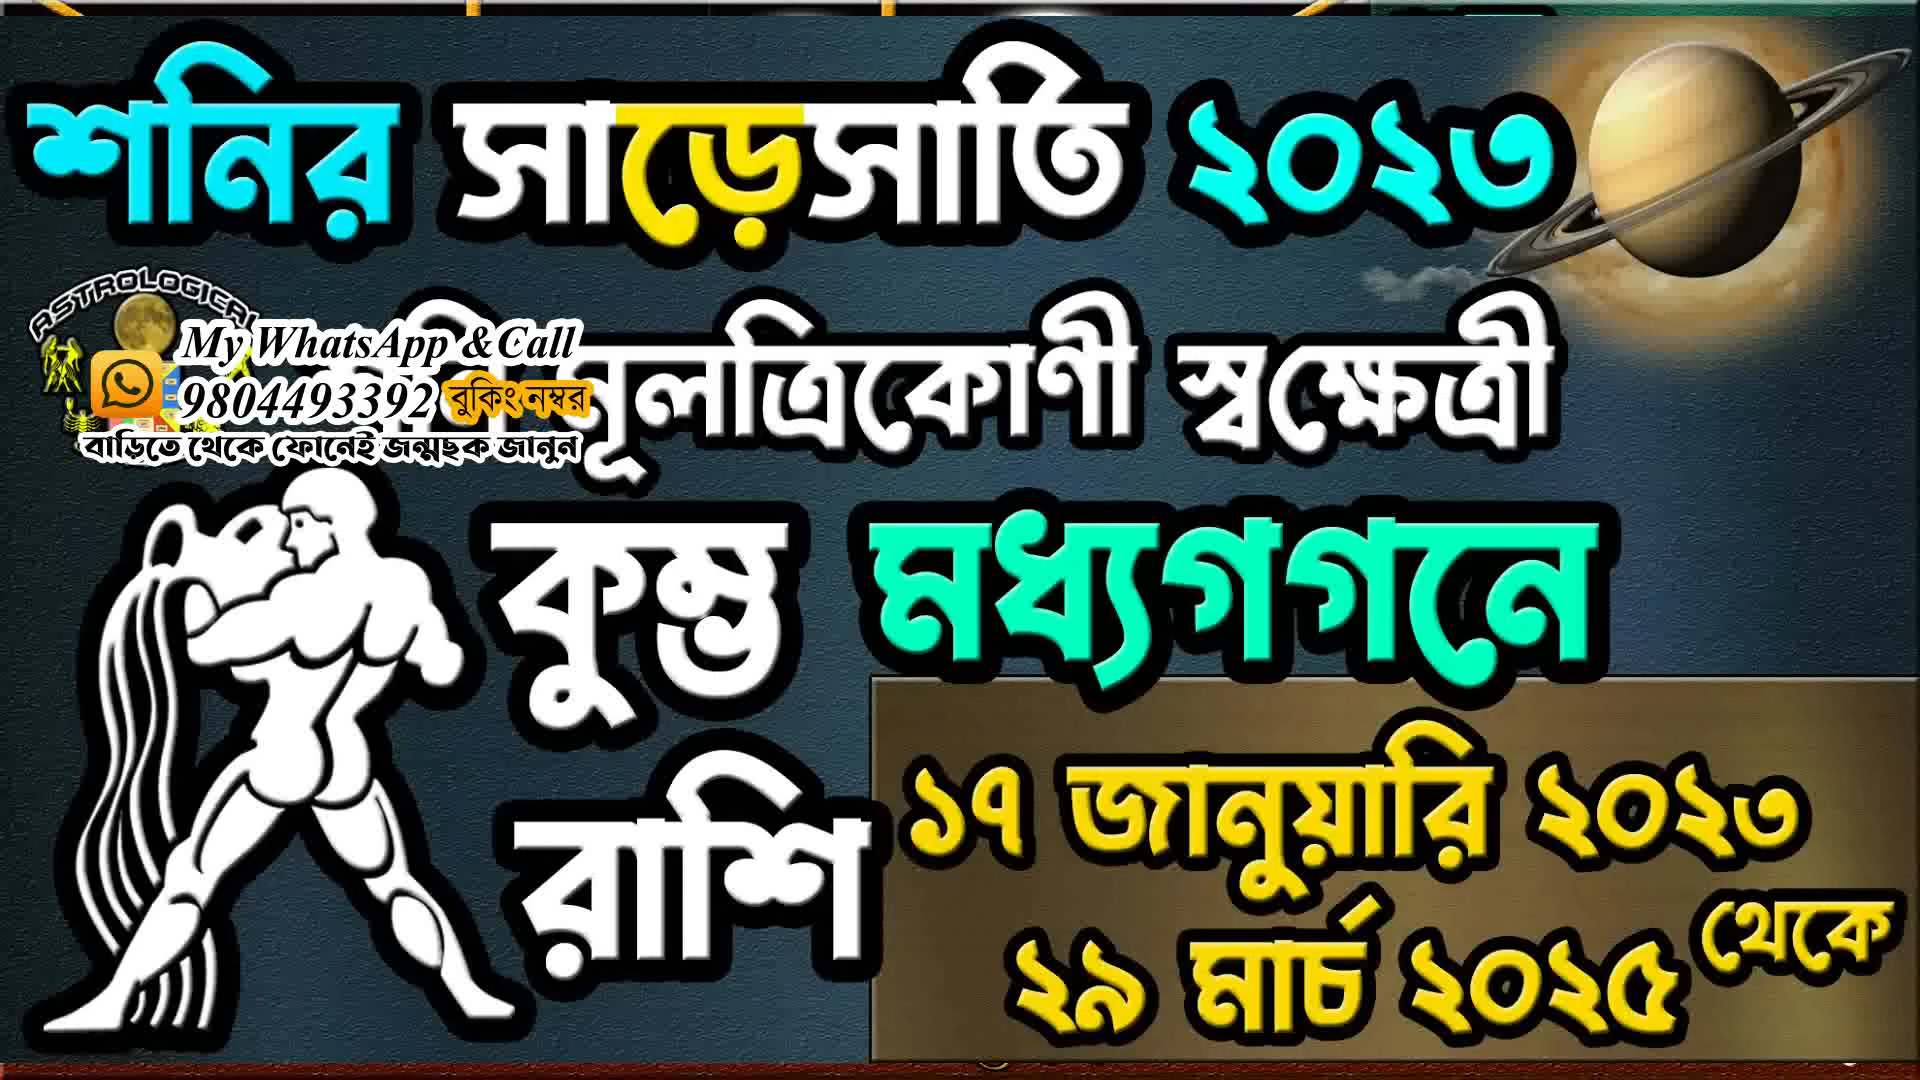 শনির সাড়েসাতি ২০২৩
ASTROLOGICAL
My WhatsApp & Call
9804493392 বুকিং নম্বর
বাড়িতে থেকে ফোনেই জন্মছক জানুন
মূলত্রিকোণী স্বক্ষেত্রী
কুম্ভ মধ্যগগনে
রাশি
১৭ জানুয়ারি ২০২৩
থেকে
২৯ মার্চ ২০২৫